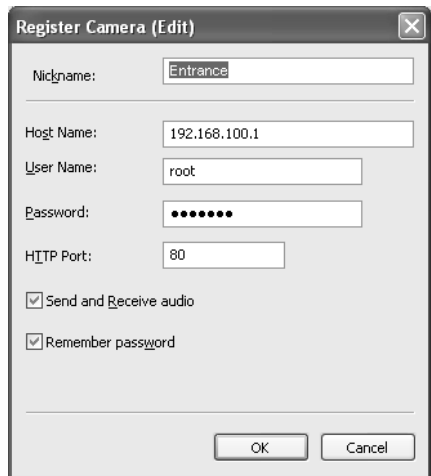 Register Camera (Edit)
Nickname: Entrance
Host Name: 192.168.100.1
User Name: root
Password: •••••••
HTTP Port: 80
Send and Receive audio
Remember password
OK Cancel